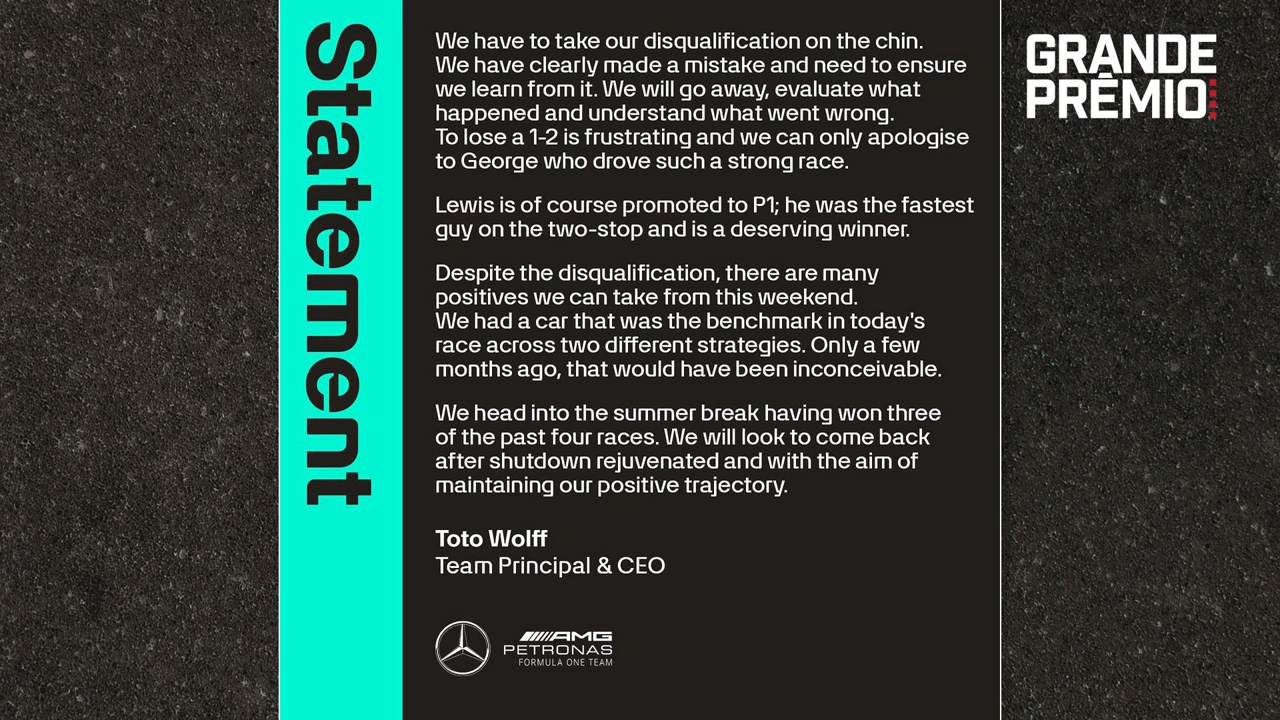 Statement
We have to take our disqualification on the chin.
We have clearly made a mistake and need to ensure
we learn from it. We will go away, evaluate what
happened and understand what went wrong.
To lose a 1-2 is frustrating and we can only apologise
to George who drove such a strong race.
Lewis is of course promoted to P1; he was the fastest
guy on the two-stop and is a deserving winner.
Despite the disqualification, there are many
positives we can take from this weekend.
We had a car that was the benchmark in today's
race across two different strategies. Only a few
months ago, that would have been inconceivable.
We head into the summer break having won three
of the past four races. We will look to come back
after shutdown rejuvenated and with the aim of
maintaining our positive trajectory.
Toto Wolff
Team Principal & CEO
AMG
PETRONAS
FORMULA ONE TEAM
GRANDE
PRÊMIO